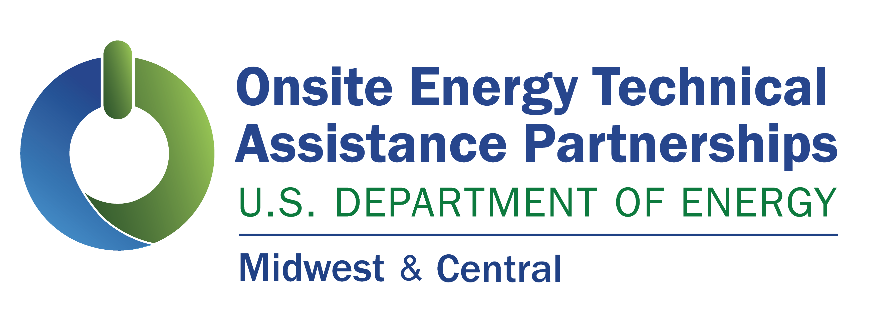 Onsite Energy Technical
Assistance Partnerships
U.S. DEPARTMENT OF ENERGY
Midwest & Central